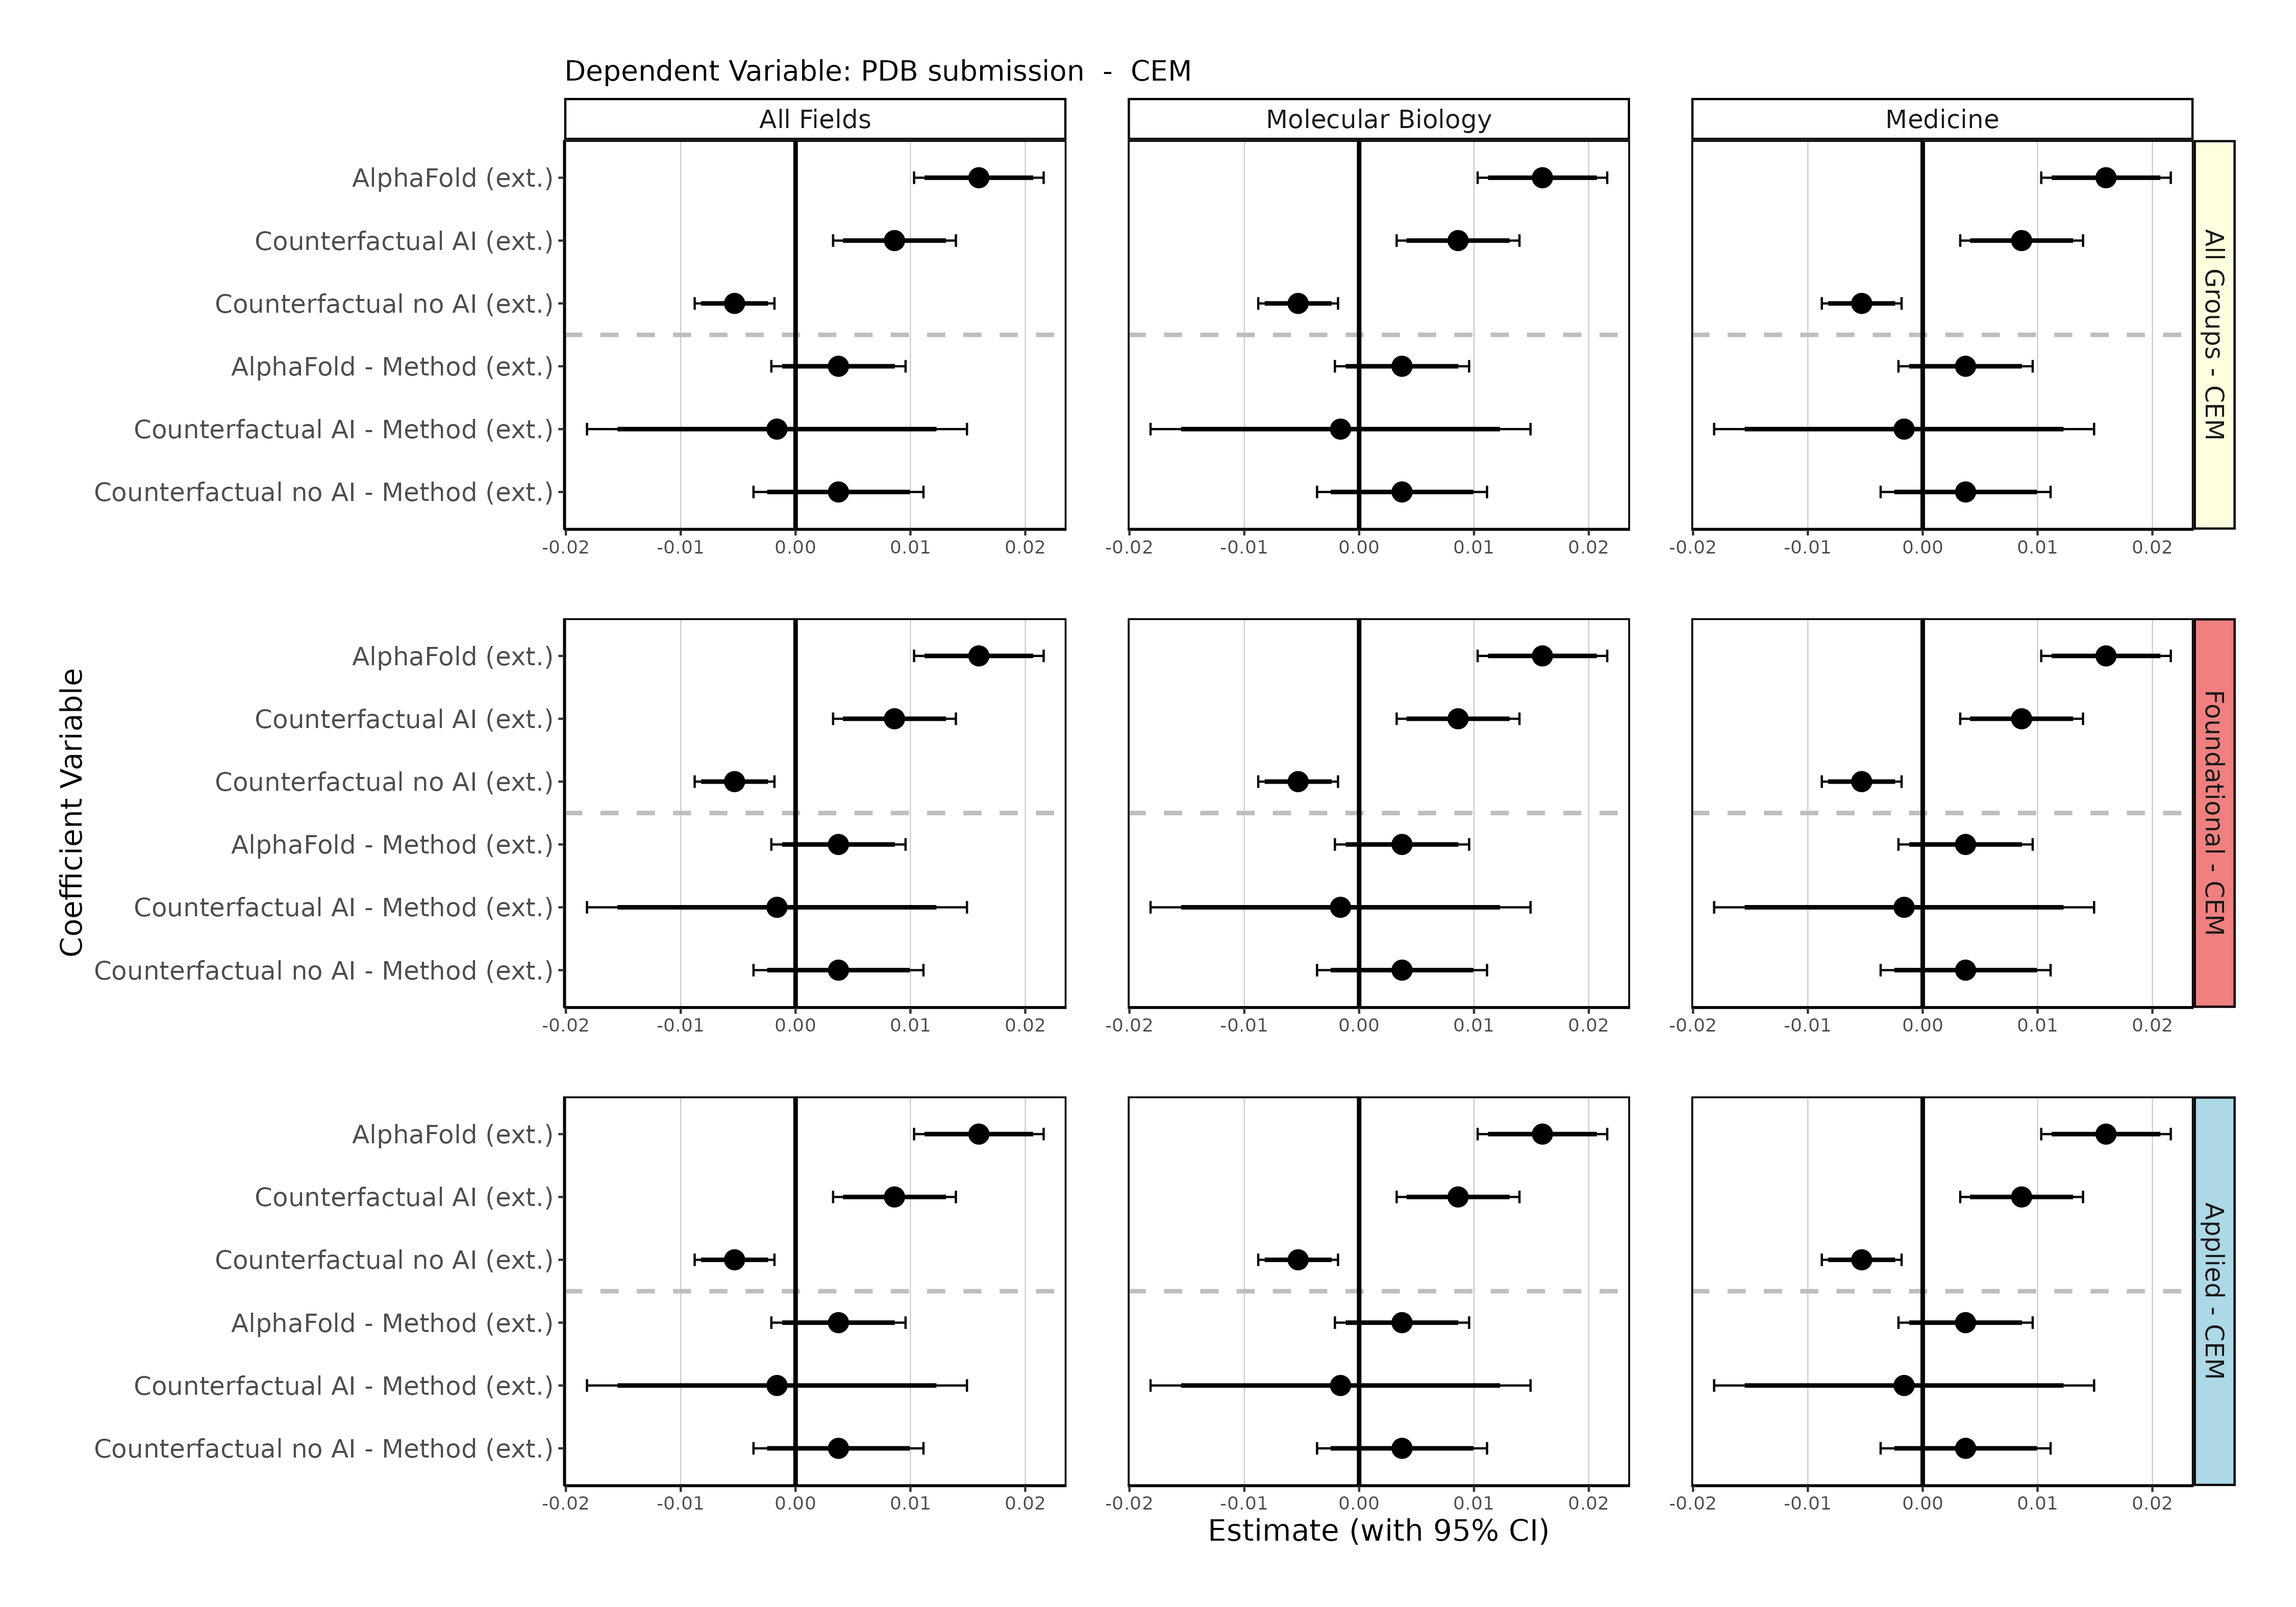 Dependent Variable: PDB submission - CEM
All Fields
Molecular Biology
Medicine
AlphaFold (ext.)
Counterfactual AI (ext.)
Counterfactual no AI (ext.)
AlphaFold - Method (ext.)
Counterfactual AI - Method (ext.)
Counterfactual no AI - Method (ext.)
All Groups - CEM
-0.02 -0.01 0.00 0.01 0.02
-0.02 -0.01 0.00 0.01 0.02
-0.02 -0.01 0.00 0.01 0.02
Coefficient Variable
AlphaFold (ext.)
Counterfactual AI (ext.)
Counterfactual no AI (ext.)
AlphaFold - Method (ext.)
Counterfactual AI - Method (ext.)
Counterfactual no AI - Method (ext.)
Foundational - CEM
-0.02 -0.01 0.00 0.01 0.02
-0.02 -0.01 0.00 0.01 0.02
-0.02 -0.01 0.00 0.01 0.02
AlphaFold (ext.)
Counterfactual AI (ext.)
Counterfactual no AI (ext.)
AlphaFold - Method (ext.)
Counterfactual AI - Method (ext.)
Counterfactual no AI - Method (ext.)
Applied - CEM
-0.02 -0.01 0.00 0.01 0.02
-0.02 -0.01 0.00 0.01 0.02
-0.02 -0.01 0.00 0.01 0.02
Estimate (with 95% CI)